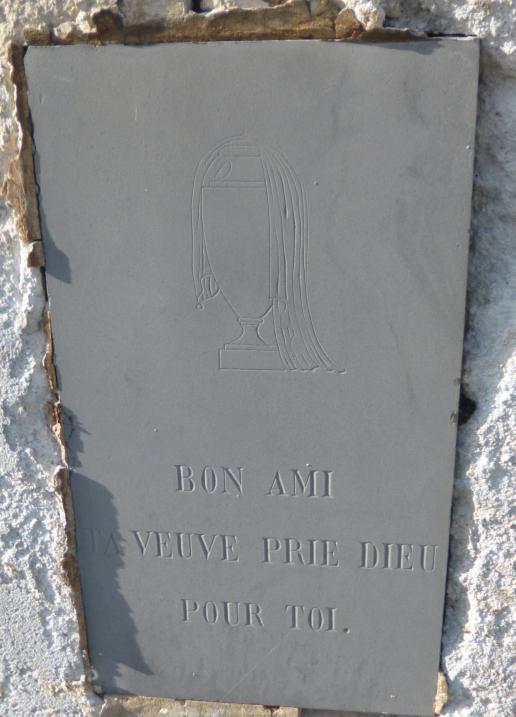 BON AMI
TA VEUVE PRIE DIEU
POUR TOI.